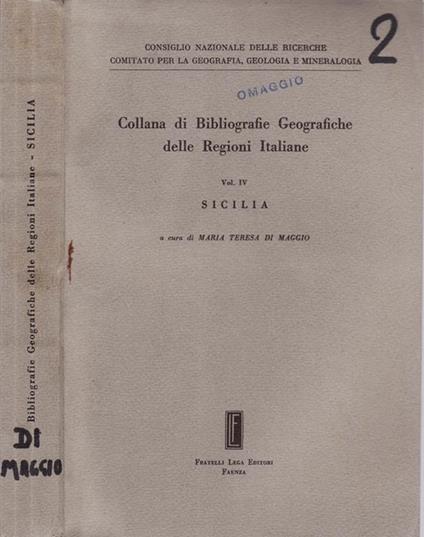 CONSIGLIO NAZIONALE DELLE RICERCHE
COMITATO PER LA GEOGRAFIA, GEOLOGIA E MINERALOGIA
2
OMAGGIO
Collana di Bibliografie Geografiche
delle Regioni Italiane
Vol. IV
SICILIA
a cura di MARIA TERESA DI MAGGIO
FRATELLI LEGA EDITORI
FAENZA
Bibliografie Geografiche delle Regioni Italiane - SICILIA
DI
MAGGIO